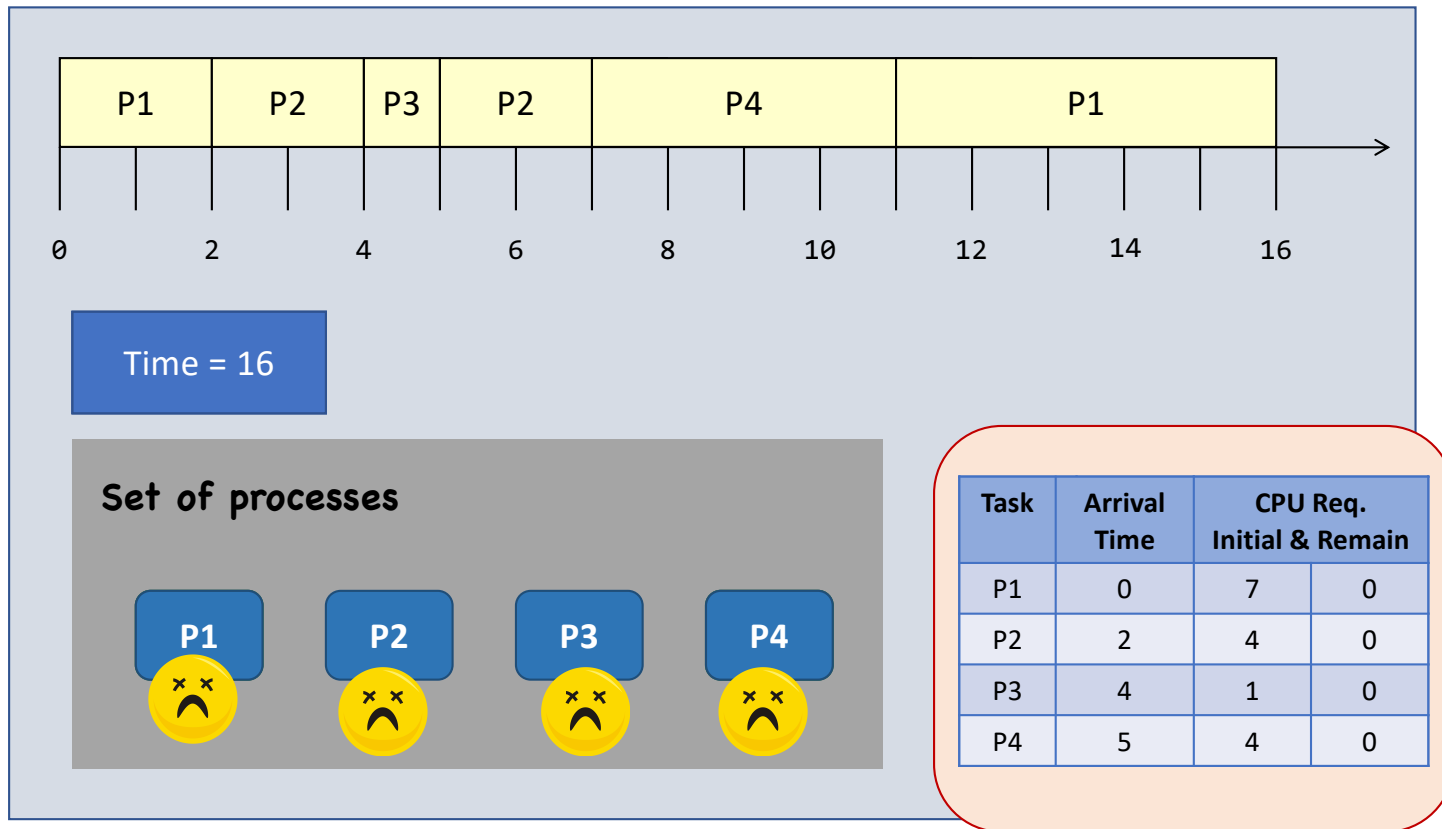 P1 P2 P3 P2 P4 P1
0 2 4 6 8 10 12 14 16
Time = 16
Set of processes
P1 P2 P3 P4
Task Arrival Time CPU Req. Initial & Remain
P1 0 7 0
P2 2 4 0
P3 4 1 0
P4 5 4 0